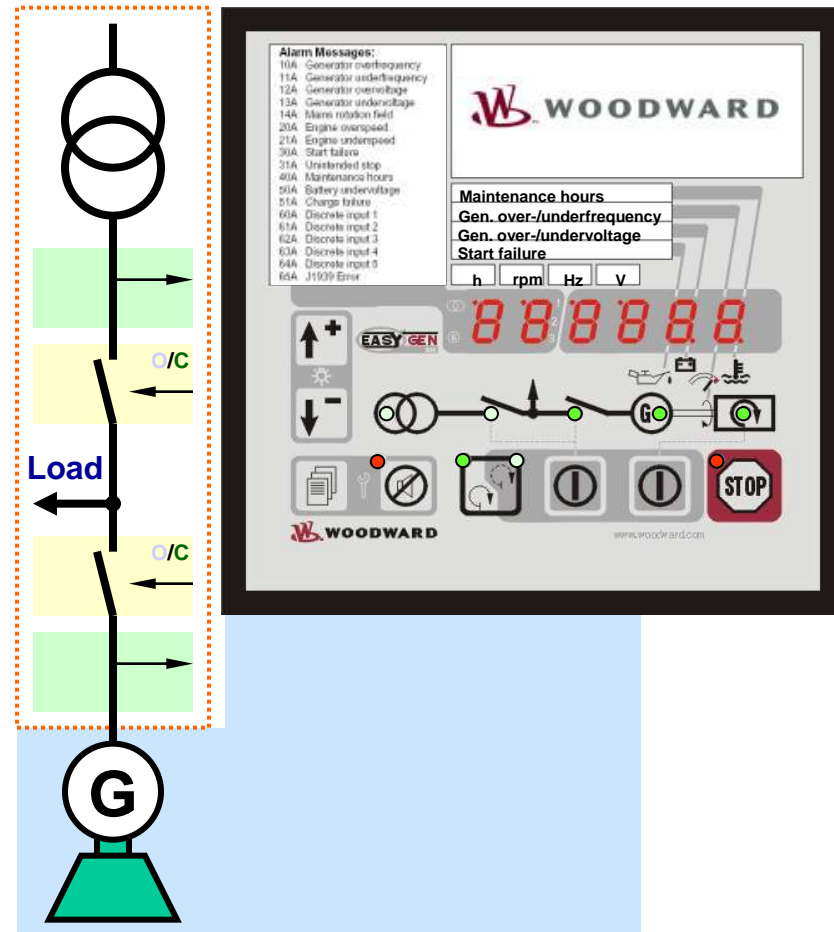 Alarm Messages:
10A Generator overfrequency
11A Generator underfrequency
12A Generator overvoltage
13A Generator undervoltage
14A Mains rotation field
20A Engine overspeed
21A Engine underspeed
30A Start failure
31A Unintended stop
40A Maintenance hours
50A Battery undervoltage
51A Charge failure
60A Discrete input 1
61A Discrete input 2
62A Discrete input 3
63A Discrete input 4
64A Discrete input 5
65A J1939 Error
WOODWARD
Maintenance hours
Gen. over-/underfrequency
Gen. over-/undervoltage
Start failure
h rpm Hz V
1
2
3
EASY GEN
G
STOP
WOODWARD
www.woodward.com
O/C
Load
O/C
G